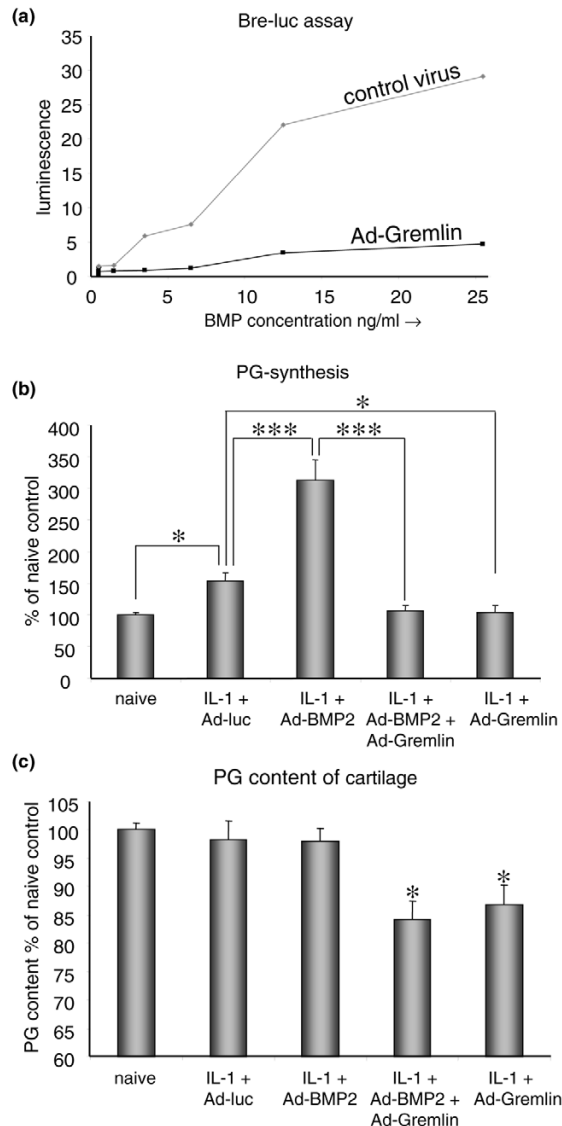 (a)
Bre-luc assay
35
30
25
20
15
10
5
0
luminescence
control virus
Ad-Gremlin
0 5 10 15 20 25
BMP concentration ng/ml →
(b)
PG-synthesis
400
350
300
200
150
100
50
0
% of naive control
*
*** ***
*
naive IL-1 + IL-1 + IL-1 + IL-1 +
Ad-luc Ad-BMP2 Ad-BMP2 + Ad-Gremlin
Ad-Gremlin
(c)
PG content of cartilage
105
100
95
90
85
80
75
65
60
PG content % of naive control
* *
naive IL-1 + IL-1 + IL-1 + IL-1 +
Ad-luc Ad-BMP2 Ad-BMP2 + Ad-Gremlin
Ad-Gremlin